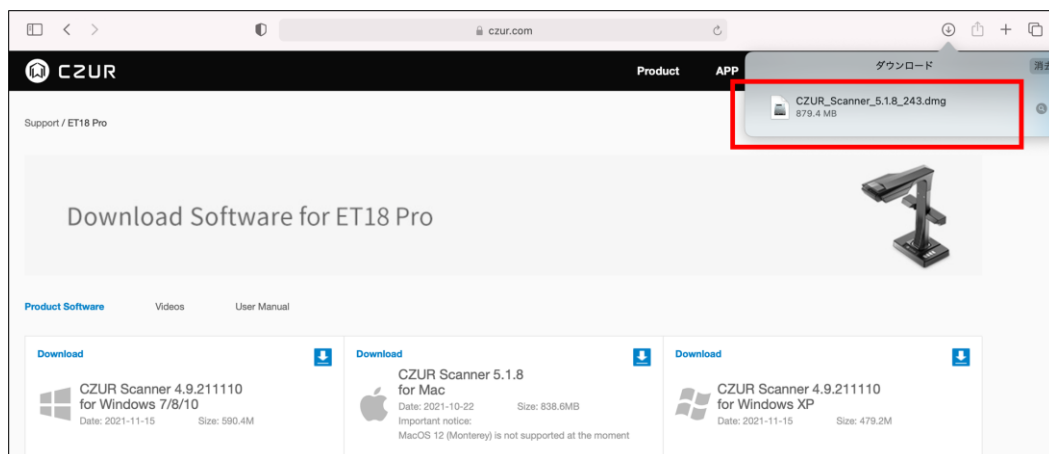 czur.com
CZUR
Product
APP
ダウンロード
消去
CZUR_Scanner_5.1.8_243.dmg
879.4 MB
Support / ET18 Pro
Download Software for ET18 Pro
Product Software
Videos
User Manual
Download
CZUR Scanner 4.9.211110
for Windows 7/8/10
Date: 2021-11-15 Size: 590.4M
Download
CZUR Scanner 5.1.8
for Mac
Date: 2021-10-22 Size: 838.6MB
Important notice:
MacOS 12 (Monterey) is not supported at the moment
Download
CZUR Scanner 4.9.211110
for Windows XP
Date: 2021-11-15 Size: 479.2M